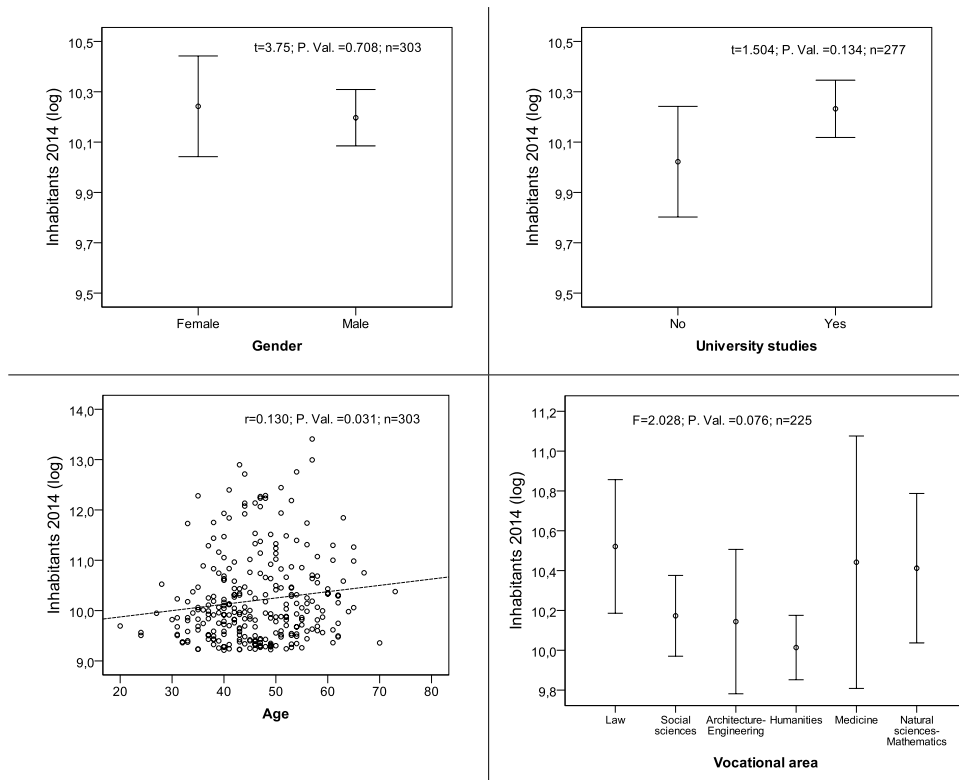 t=3.75; P. Val. =0.708; n=303
Inhabitants 2014 (log)
10,5
10,3
10,1
9,9
9,7
9,5
Female Male
Gender
t=1.504; P. Val. =0.134; n=277
Inhabitants 2014 (log)
10,5
10,3
10,1
9,9
9,7
9,5
No Yes
University studies
r=0.130; P. Val. =0.031; n=303
Inhabitants 2014 (log)
14,0
13,0
12,0
11,0
10,0
9,0
20 30 40 50 60 70 80
Age
F=2.028; P. Val. =0.076; n=225
Inhabitants 2014 (log)
11,2
11,0
10,8
10,6
10,4
10,2
10,0
9,8
Law
Social
sciences
Architecture-
Engineering
Humanities
Medicine
Natural
sciences-
Mathematics
Vocational area